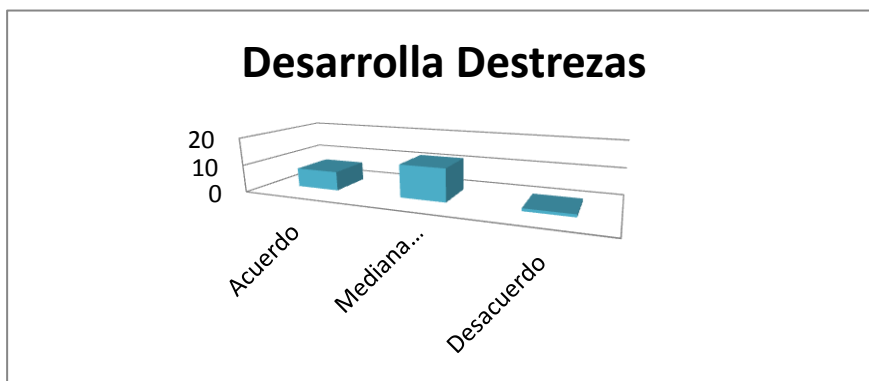 Desarrolla Destrezas
20
10
0
Acuerdo
Mediana...
Desacuerdo